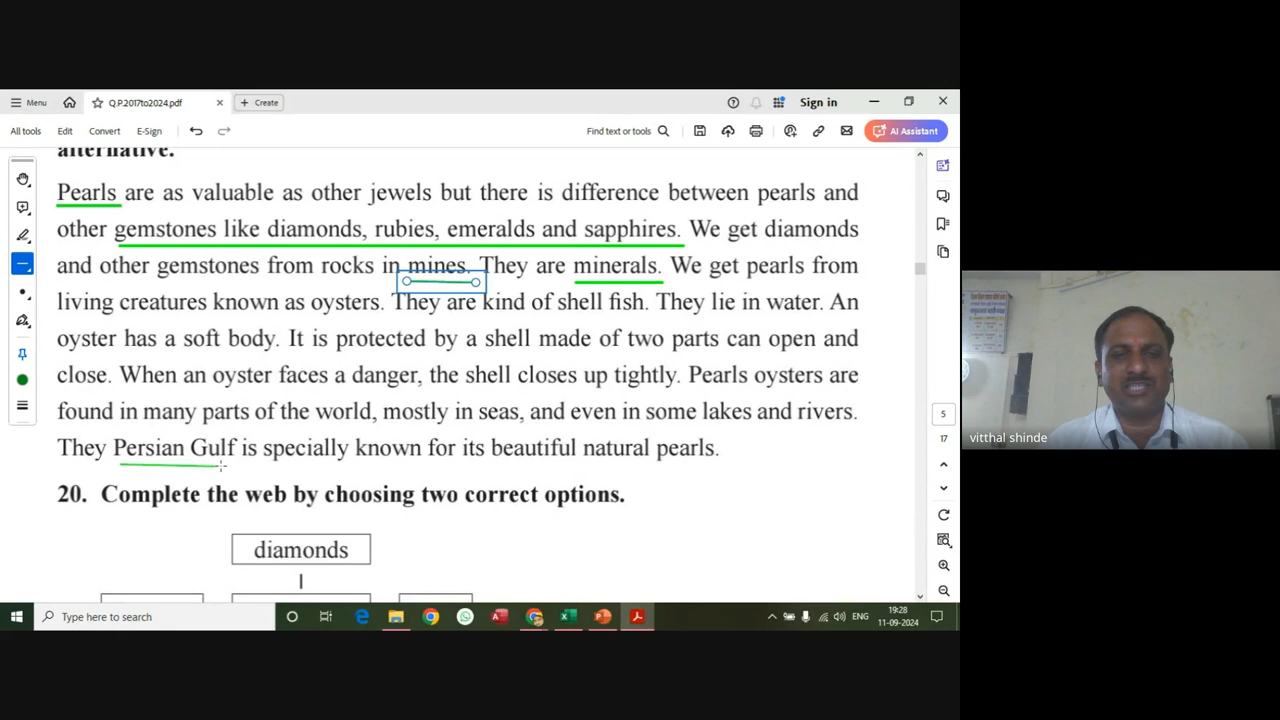 Menu
Q.P.2017to2024.pdf
Create
Sign in
All tools
Edit
Convert
E-Sign
Find text or tools
AI Assistant
alternative.
Pearls are as valuable as other jewels but there is difference between pearls and
other gemstones like diamonds, rubies, emeralds and sapphires. We get diamonds
and other gemstones from rocks in mines. They are minerals. We get pearls from
living creatures known as oysters. They are kind of shell fish. They lie in water. An
oyster has a soft body. It is protected by a shell made of two parts can open and
close. When an oyster faces a danger, the shell closes up tightly. Pearls oysters are
found in many parts of the world, mostly in seas, and even in some lakes and rivers.
They Persian Gulf is specially known for its beautiful natural pearls.
20. Complete the web by choosing two correct options.
diamonds
5
17
vitthal shinde
Type here to search
ENG
19:28
11-09-2024